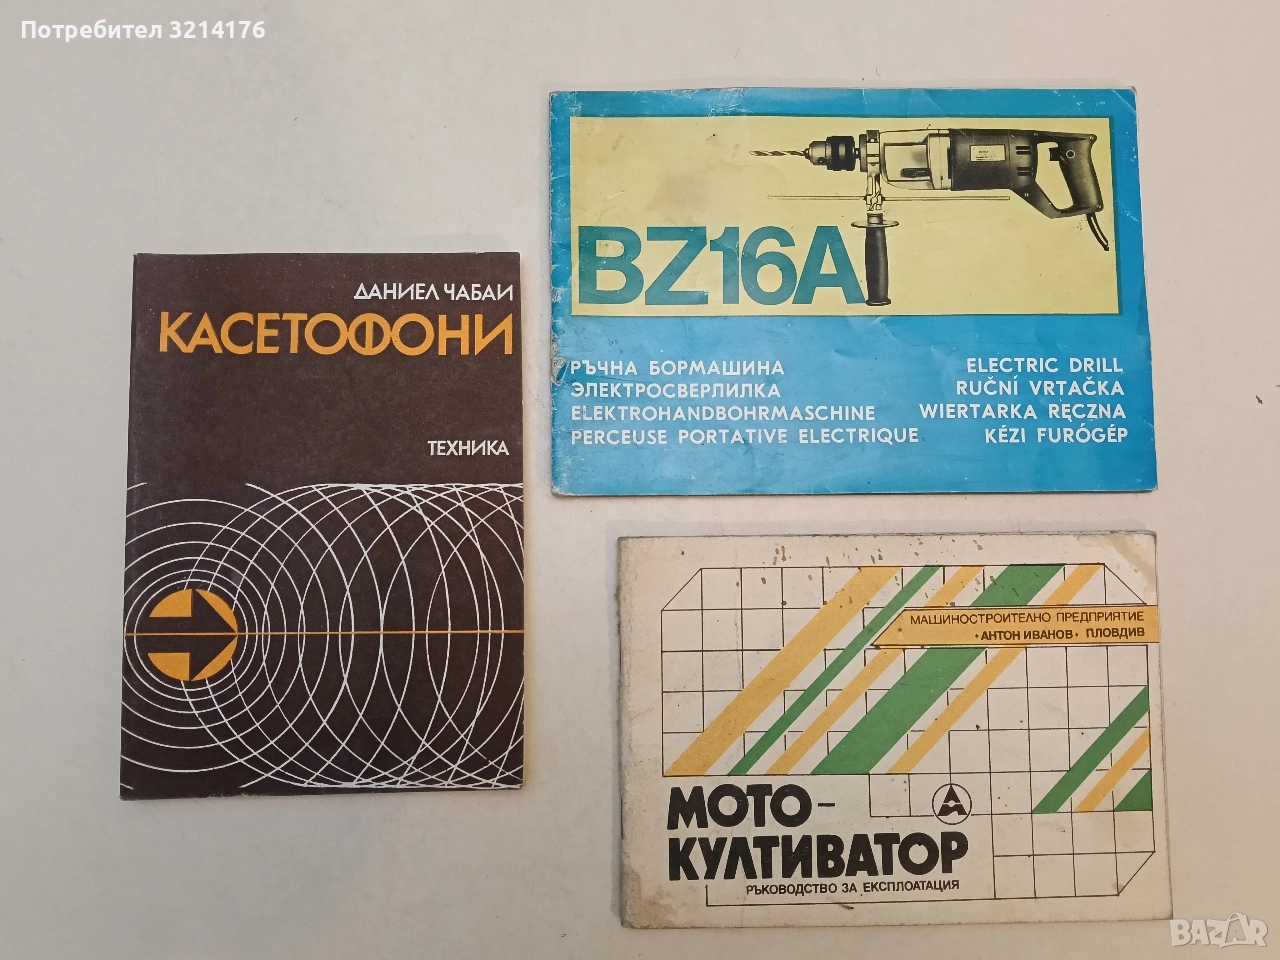 Потребител 3214176
ДАНИЕЛ ЧАБАИ
КАСЕТОФОНИ
ТЕХНИКА
BZ16A
РЪЧНА БОРМАШИНА
ЭЛЕКТРОСВЕРЛИЛКА
ELEKTROHANDBOHRMASCHINE
PERCEUSE PORTATIVE ELECTRIQUE
ELECTRIC DRILL
RUČNÍ VRTAČKA
WIERTARKA RĘCZNA
KÉZI FURÓGÉP
МАШИНОСТРОИТЕЛНО ПРЕДПРИЯТИЕ
"АНТОН ИВАНОВ" ПЛОВДИВ
МОТО-
КУЛТИВАТОР
РЪКОВОДСТВО ЗА ЕКСПЛОАТАЦИЯ
BAZAR